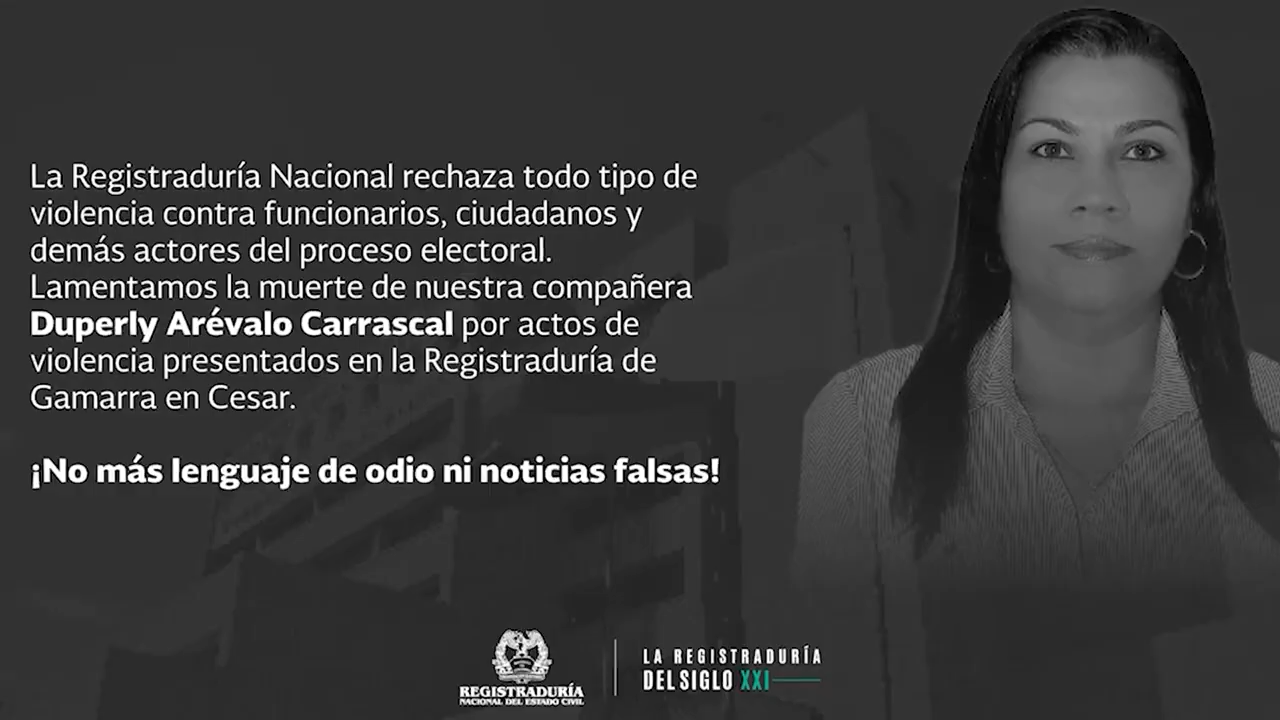 La Registraduría Nacional rechaza todo tipo de
violencia contra funcionarios, ciudadanos y
demás actores del proceso electoral.
Lamentamos la muerte de nuestra compañera
Duperly Arévalo Carrascal por actos de
violencia presentados en la Registraduría de
Gamarra en Cesar.
¡No más lenguaje de odio ni noticias falsas!
REGISTRADURÍA
NACIONAL DEL ESTADO CIVIL
LA REGISTRADURÍA
DEL SIGLO XXI